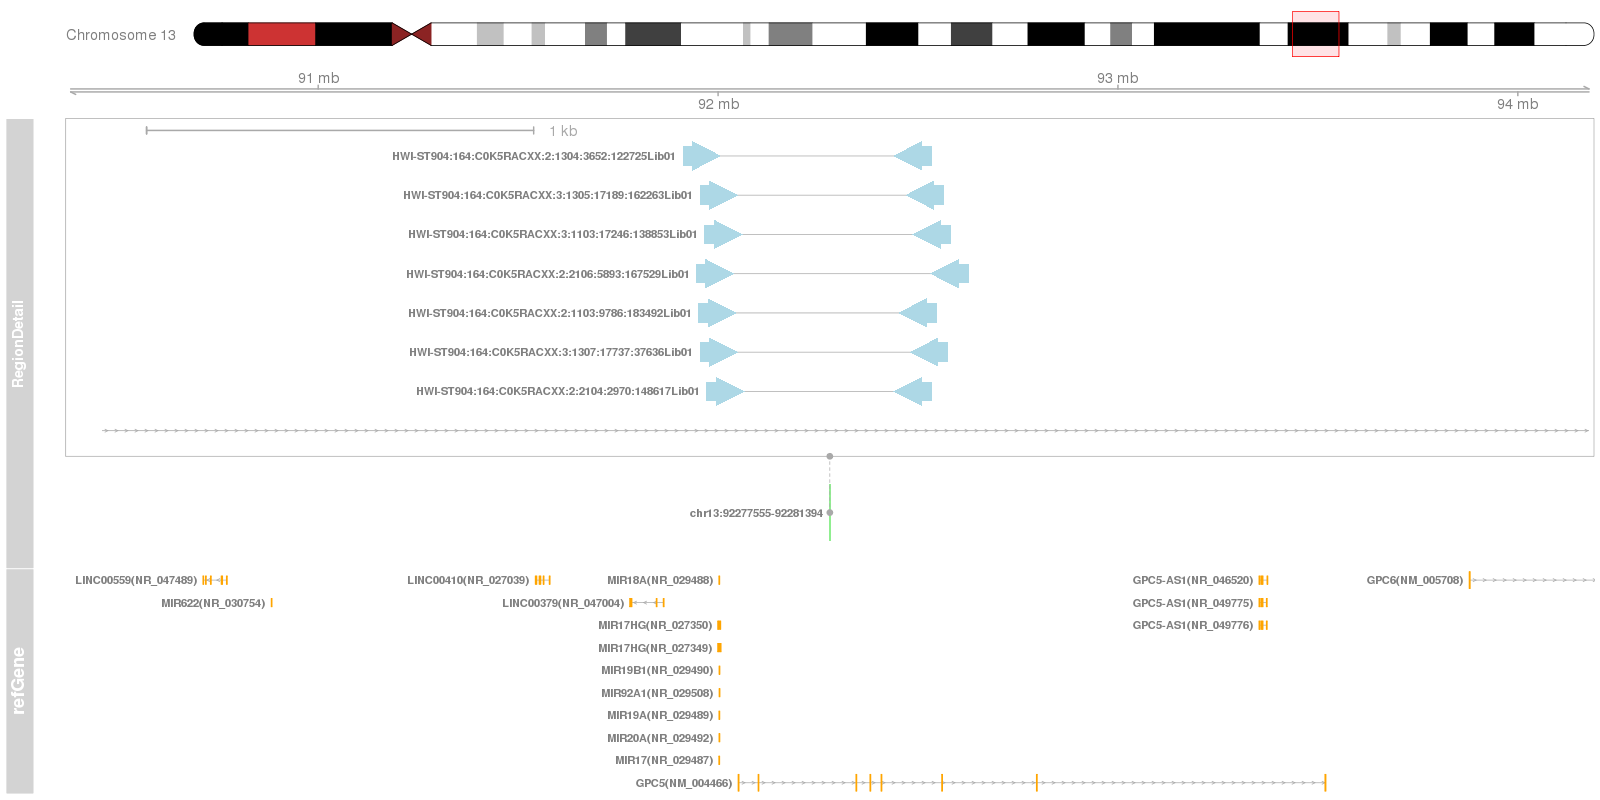 Chromosome 13
91 mb
93 mb
92 mb
94 mb
1 kb
HWI-ST904:164:C0K5RACXX:2:1304:3652:122725Lib01
HWI-ST904:164:C0K5RACXX:3:1305:17189:162263Lib01
HWI-ST904:164:C0K5RACXX:3:1103:17246:138853Lib01
HWI-ST904:164:C0K5RACXX:2:2106:5893:167529Lib01
HWI-ST904:164:C0K5RACXX:2:1103:9786:183492Lib01
HWI-ST904:164:C0K5RACXX:3:1307:17737:37636Lib01
HWI-ST904:164:C0K5RACXX:2:2104:2970:148617Lib01
RegionDetail
chr13:92277555-92281394
refGene
LINC00559(NR_047489) LINC00410(NR_027039) MIR18A(NR_029488) GPC5-AS1(NR_046520) GPC6(NM_005708)
MIR622(NR_030754) LINC00379(NR_047004) GPC5-AS1(NR_049775)
MIR17HG(NR_027350) GPC5-AS1(NR_049776)
MIR17HG(NR_027349)
MIR19B1(NR_029490)
MIR92A1(NR_029508)
MIR19A(NR_029489)
MIR20A(NR_029492)
MIR17(NR_029487)
GPC5(NM_004466)